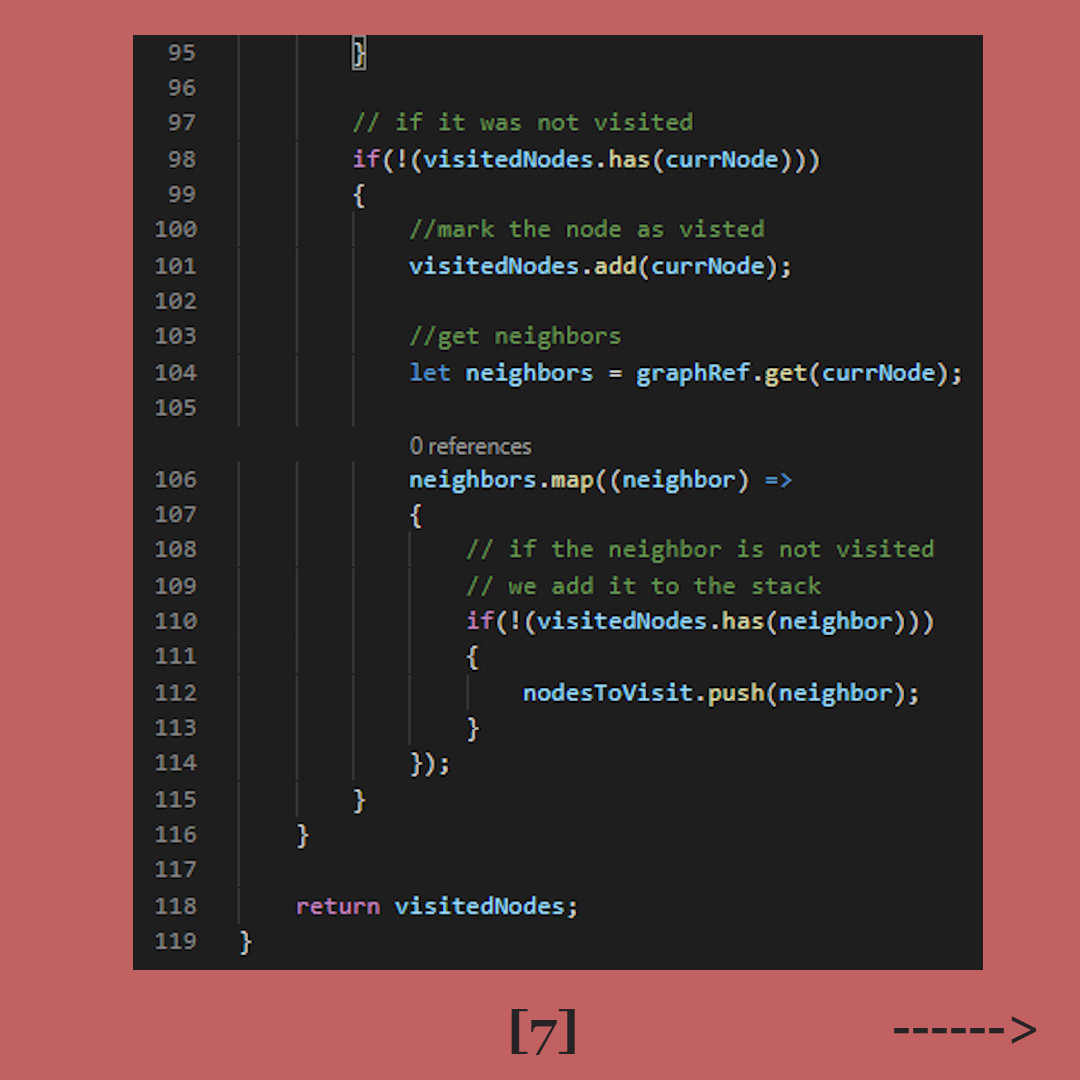 95 }
96
97 // if it was not visited
98 if(!(visitedNodes.has(currNode)))
99 {
100 //mark the node as visted
101 visitedNodes.add(currNode);
102
103 //get neighbors
104 let neighbors = graphRef.get(currNode);
105
0 references
106 neighbors.map((neighbor) =>
107 {
108 // if the neighbor is not visited
109 // we add it to the stack
110 if(!(visitedNodes.has(neighbor)))
111 {
112 nodesToVisit.push(neighbor);
113 }
114 });
115 }
116 }
117
118 return visitedNodes;
119 }
[7] ------>